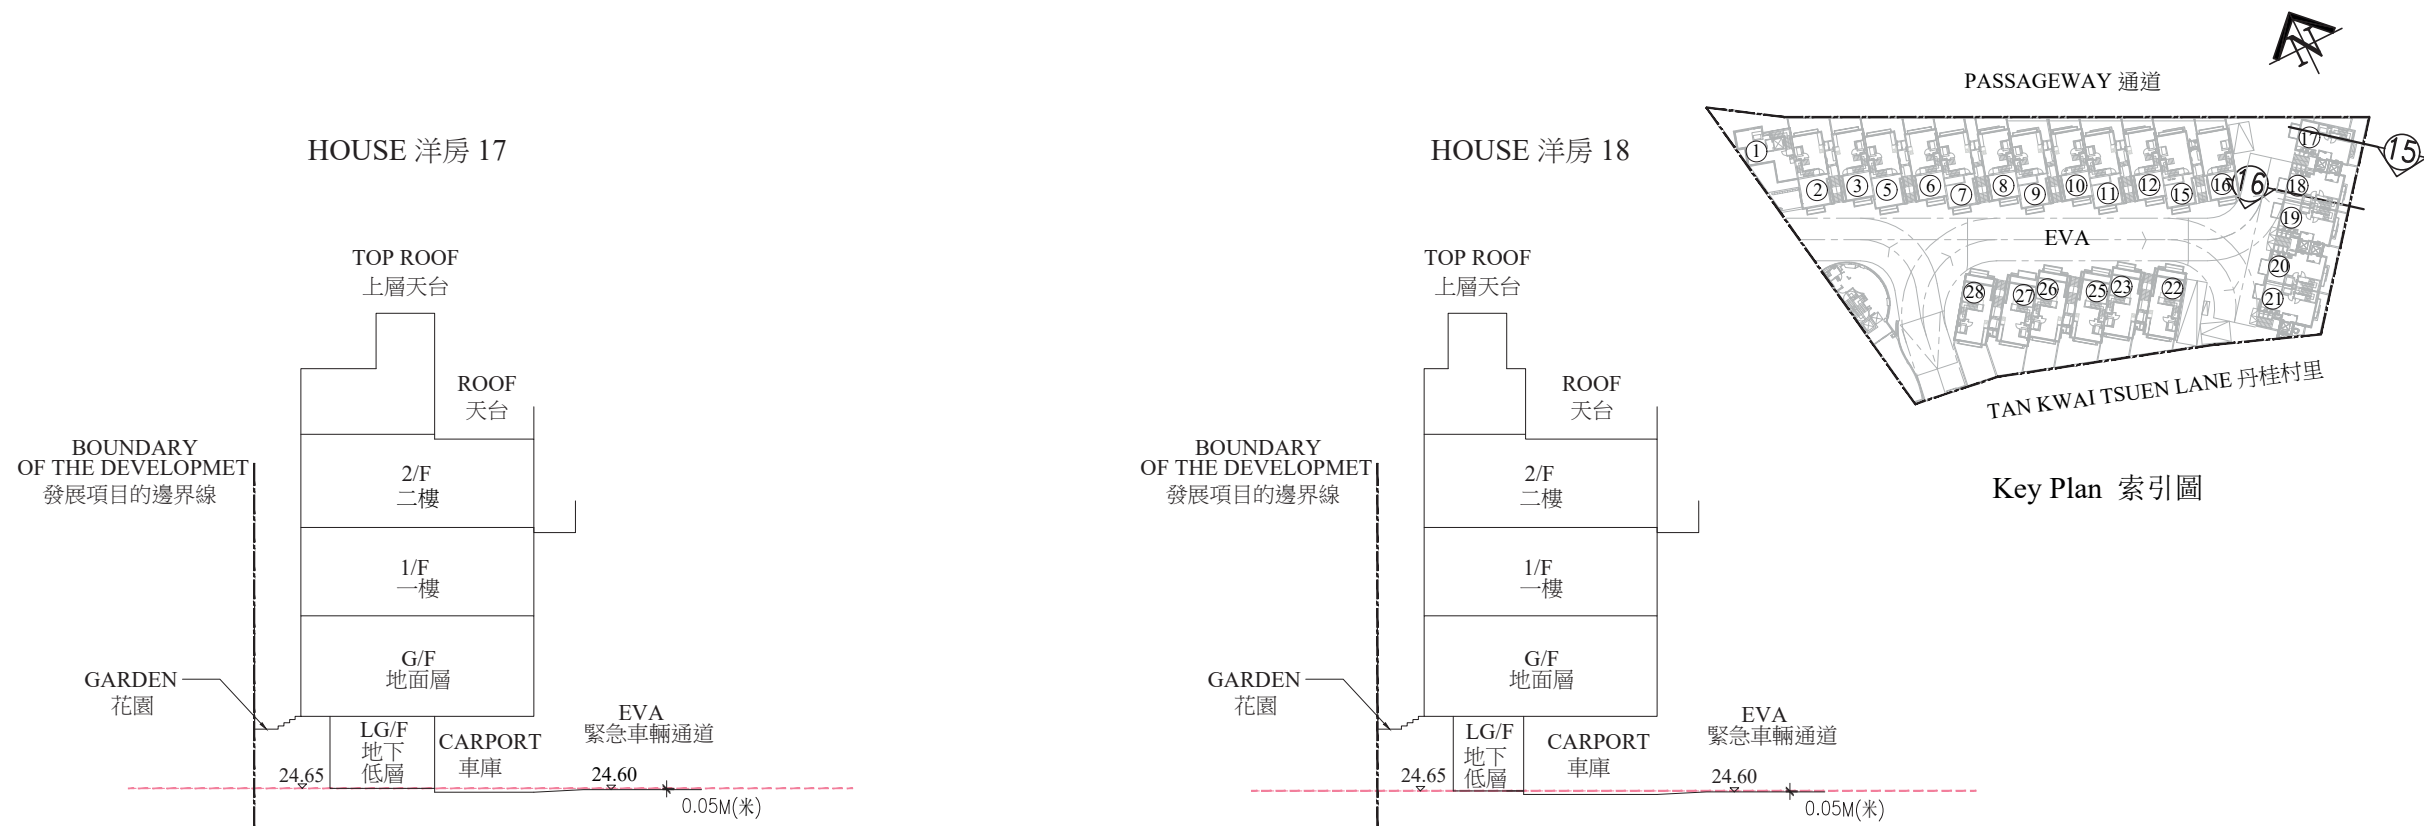 HOUSE 洋房 17
TOP ROOF
上層天台
ROOF
天台
BOUNDARY
OF THE DEVELOPMET
發展項目的邊界線
2/F
二樓
1/F
一樓
G/F
地面層
GARDEN
花園
LG/F
地下
低層
CARPORT
車庫
EVA
緊急車輛通道
24.65
24.60
0.05M(米)
HOUSE 洋房 18
TOP ROOF
上層天台
ROOF
天台
BOUNDARY
OF THE DEVELOPMET
發展項目的邊界線
2/F
二樓
1/F
一樓
G/F
地面層
GARDEN
花園
LG/F
地下
低層
CARPORT
車庫
EVA
緊急車輛通道
24.65
24.60
0.05M(米)
N
PASSAGEWAY 通道
1
2
3
5
6
7
8
9
10
11
12
15
16
16
17
15
18
19
EVA
20
21
28
27
26
25
23
22
TAN KWAI TSUEN LANE 丹桂村里
Key Plan 索引圖